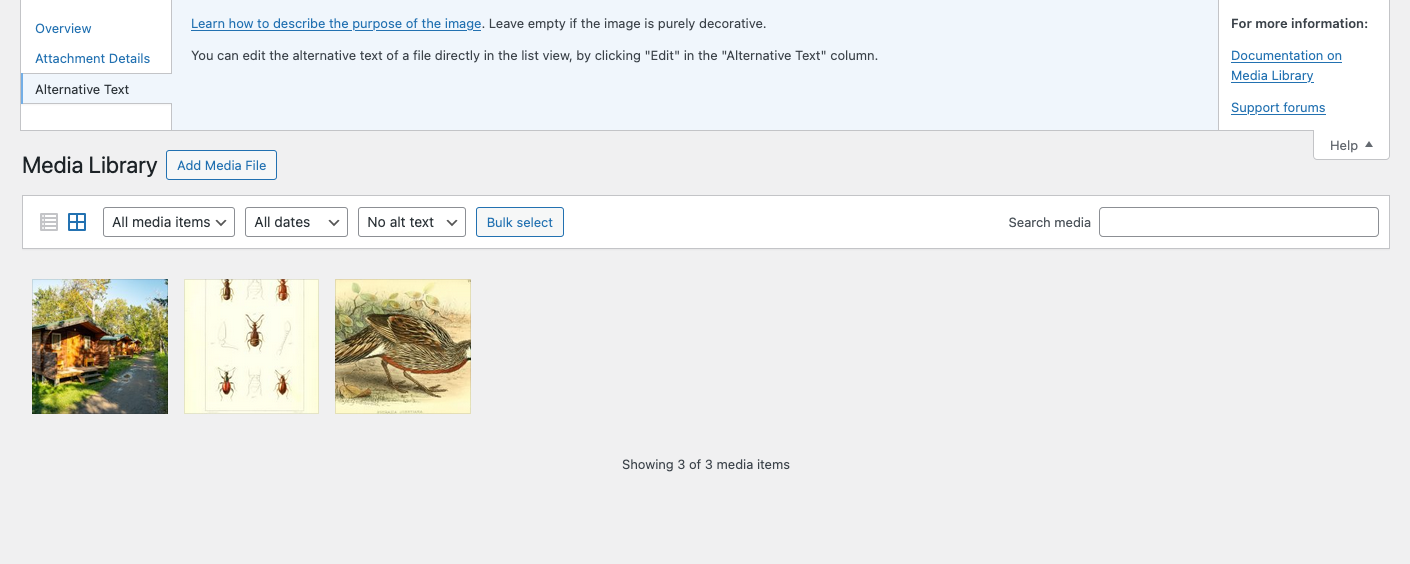 Overview
Attachment Details
Alternative Text
Learn how to describe the purpose of the image. Leave empty if the image is purely decorative.
You can edit the alternative text of a file directly in the list view, by clicking "Edit" in the "Alternative Text" column.
For more information:
Documentation on
Media Library
Support forums
Help
Media Library
Add Media File
All media items
All dates
No alt text
Bulk select
Search media
Showing 3 of 3 media items